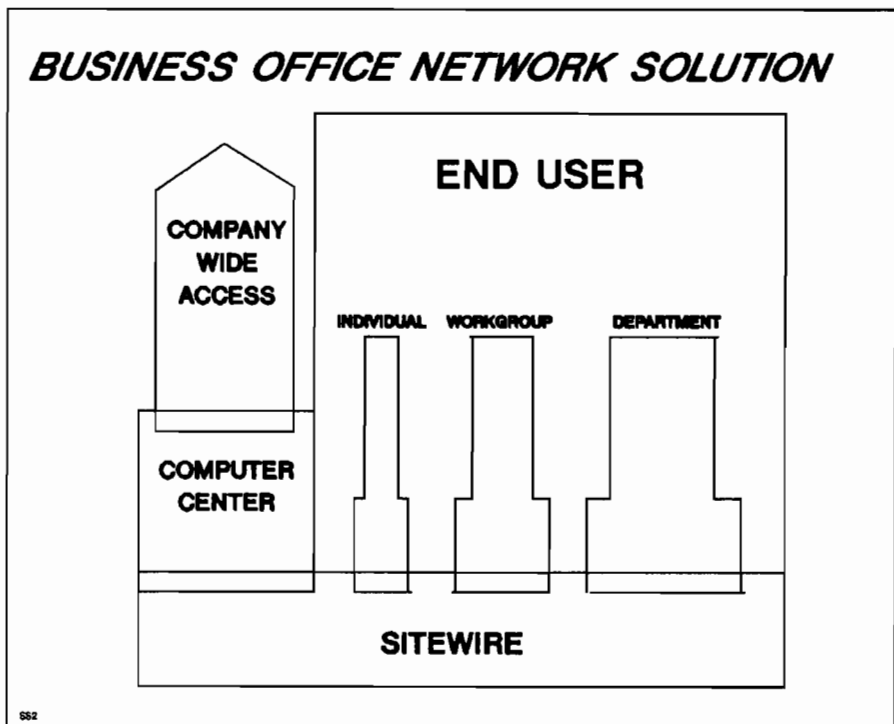 BUSINESS OFFICE NETWORK SOLUTION
END USER
COMPANY
WIDE
ACCESS
INDIVIDUAL WORKGROUP DEPARTMENT
COMPUTER
CENTER
SITEWIRE
SS2